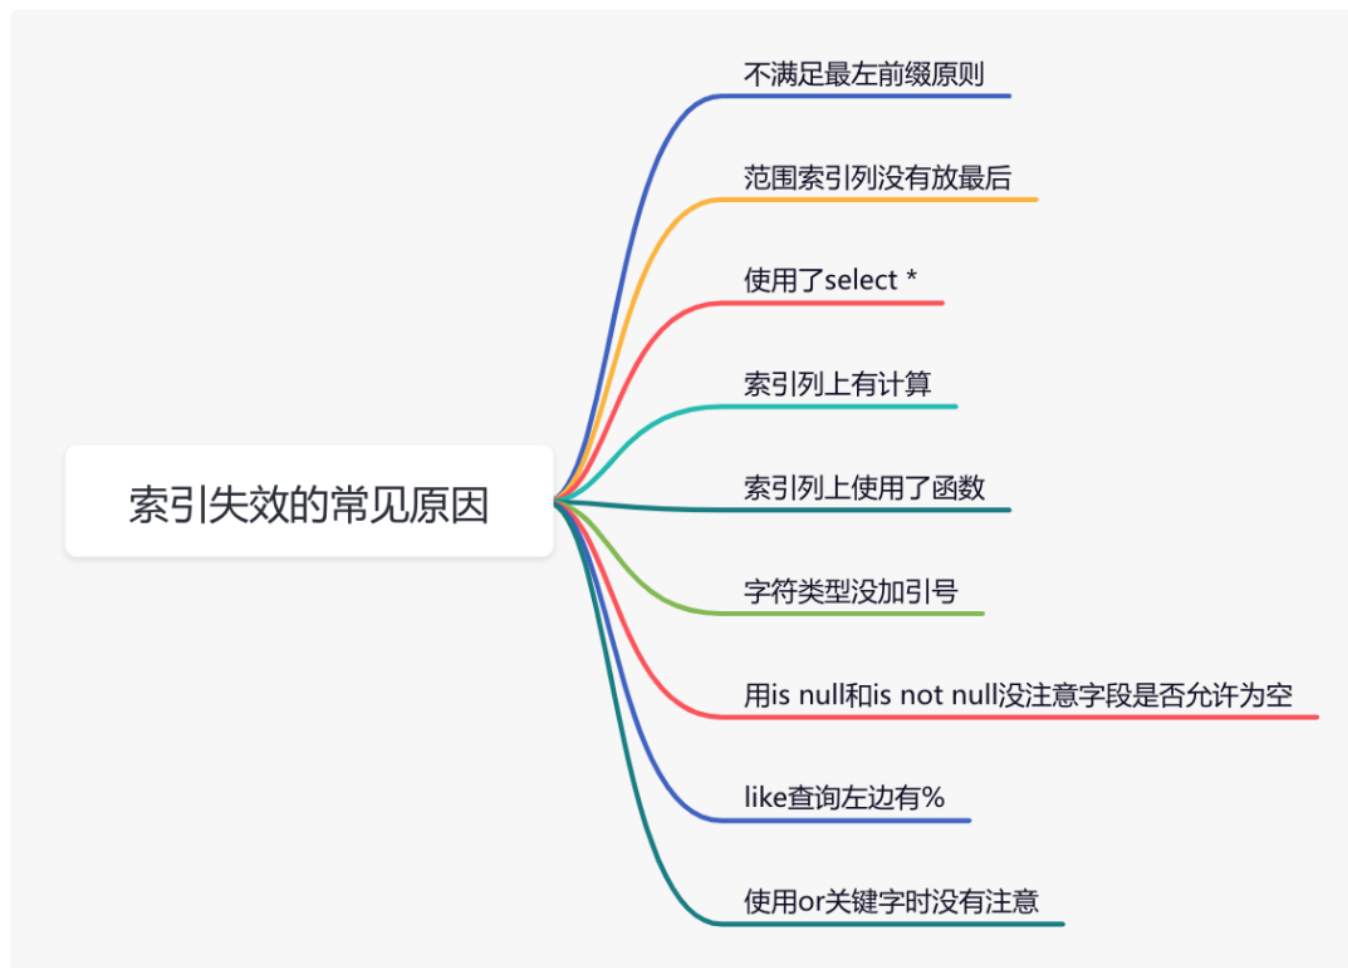 索引失效的常见原因
不满足最左前缀原则
范围索引列没有放最后
使用了select *
索引列上有计算
索引列上使用了函数
字符类型没加引号
用is null和is not null没注意字段是否允许为空
like查询左边有%
使用or关键字时没有注意